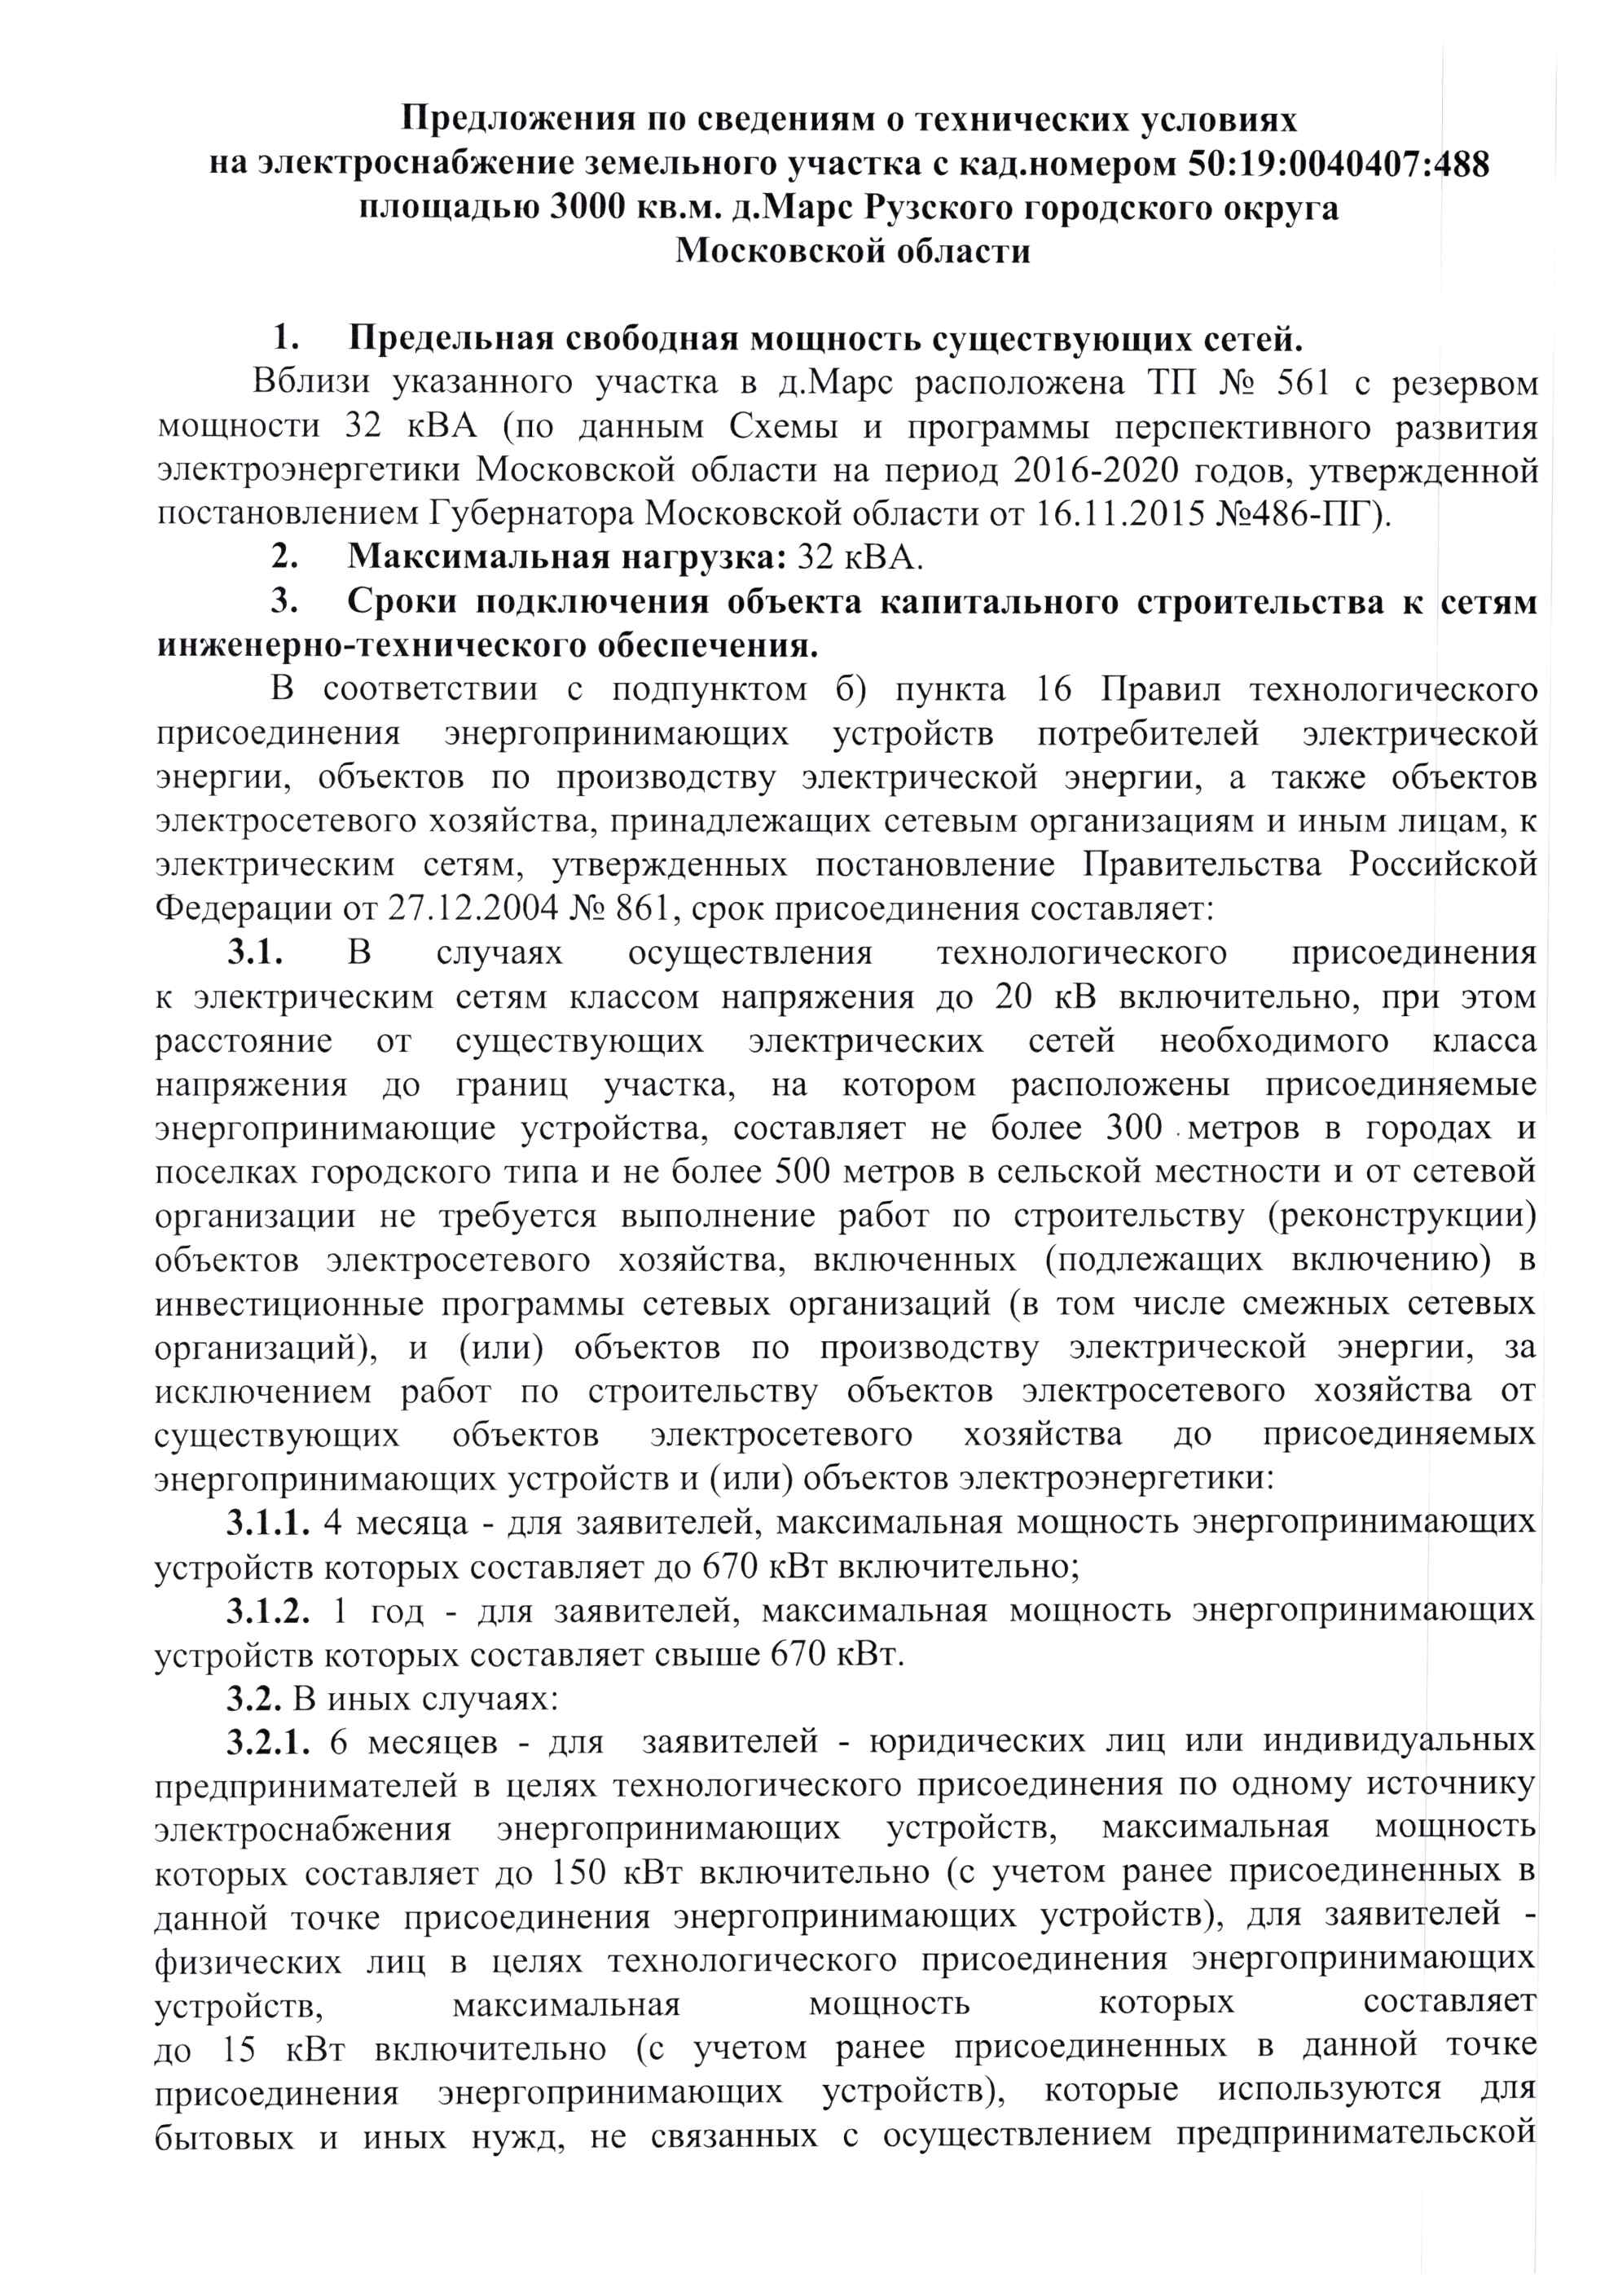 Предложения по сведениям о технических условиях
на электроснабжение земельного участка с кад.номером 50:19:0040407:488
площадью 3000 кв.м. д.Марс Рузского городского округа
Московской области
1. Предельная свободная мощность существующих сетей.
Вблизи указанного участка в д.Марс расположена ТП № 561 с резервом
мощности 32 кВА (по данным Схемы и программы перспективного развития
электроэнергетики Московской области на период 2016-2020 годов, утвержденной
постановлением Губернатора Московской области от 16.11.2015 №486-ПГ).
2. Максимальная нагрузка: 32 кВА.
3. Сроки подключения объекта капитального строительства к сетям
инженерно-технического обеспечения.
В соответствии с подпунктом б) пункта 16 Правил технологического
присоединения энергопринимающих устройств потребителей электрической
энергии, объектов по производству электрической энергии, а также объектов
электросетевого хозяйства, принадлежащих сетевым организациям и иным лицам, к
электрическим сетям, утвержденных постановление Правительства Российской
Федерации от 27.12.2004 № 861, срок присоединения составляет:
3.1. В случаях осуществления технологического присоединения
к электрическим сетям классом напряжения до 20 кВ включительно, при этом
расстояние от существующих электрических сетей необходимого класса
напряжения до границ участка, на котором расположены присоединяемые
энергопринимающие устройства, составляет не более 300 метров в городах и
поселках городского типа и не более 500 метров в сельской местности и от сетевой
организации не требуется выполнение работ по строительству (реконструкции)
объектов электросетевого хозяйства, включенных (подлежащих включению) в
инвестиционные программы сетевых организаций (в том числе смежных сетевых
организаций), и (или) объектов по производству электрической энергии, за
исключением работ по строительству объектов электросетевого хозяйства от
существующих объектов электросетевого хозяйства до присоединяемых
энергопринимающих устройств и (или) объектов электроэнергетики:
3.1.1. 4 месяца - для заявителей, максимальная мощность энергопринимающих
устройств которых составляет до 670 кВт включительно;
3.1.2. 1 год - для заявителей, максимальная мощность энергопринимающих
устройств которых составляет свыше 670 кВт.
3.2. В иных случаях:
3.2.1. 6 месяцев - для заявителей - юридических лиц или индивидуальных
предпринимателей в целях технологического присоединения по одному источнику
электроснабжения энергопринимающих устройств, максимальная мощность
которых составляет до 150 кВт включительно (с учетом ранее присоединенных в
данной точке присоединения энергопринимающих устройств), для заявителей -
физических лиц в целях технологического присоединения энергопринимающих
устройств, максимальная мощность которых составляет
до 15 кВт включительно (с учетом ранее присоединенных в данной точке
присоединения энергопринимающих устройств), которые используются для
бытовых и иных нужд, не связанных с осуществлением предпринимательской